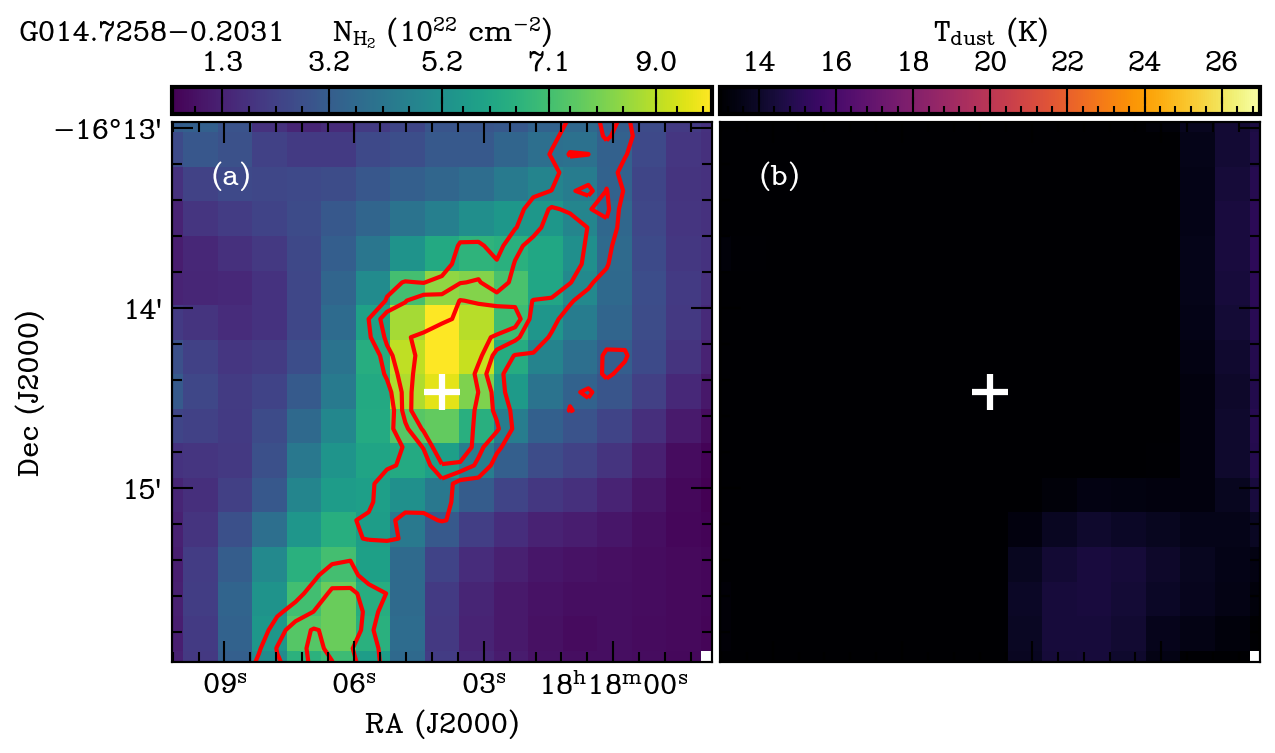 G014.7258−0.2031 N_H₂ (10²² cm⁻²) T_dust (K)
1.3 3.2 5.2 7.1 9.0 14 16 18 20 22 24 26
−16°13'
(a) (b)
14'
Dec (J2000)
15'
09ˢ 06ˢ 03ˢ 18ʰ18ᵐ00ˢ
RA (J2000)